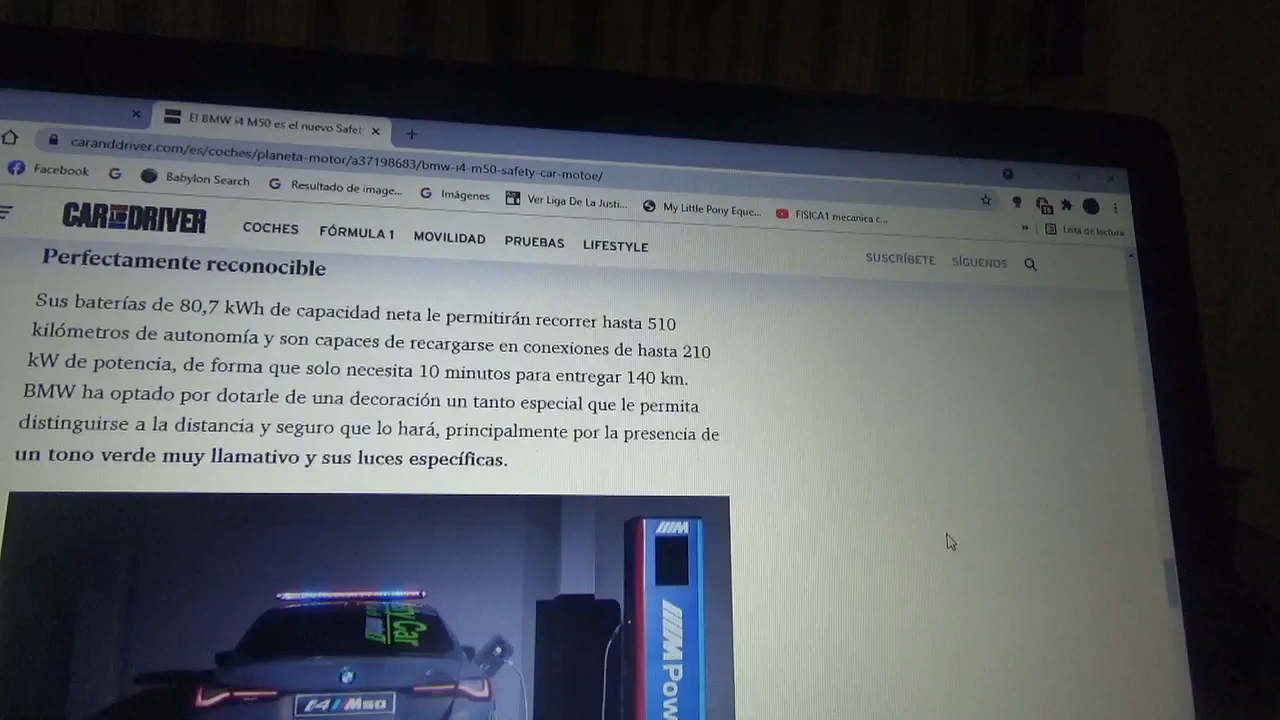 El BMW i4 M50 es el nuevo Safet
caranddriver.com/es/coches/planeta-motor/a37198683/bmw-i4-m50-safety-car-motoe/
Facebook
Babylon Search
Resultado de image...
Imágenes
Ver Liga De La Justi...
My Little Pony Eque...
FISICA1 mecanica c...
Lista de lectura
CAR AND DRIVER
COCHES
FÓRMULA 1
MOVILIDAD
PRUEBAS
LIFESTYLE
SUSCRÍBETE
SÍGUENOS
Perfectamente reconocible
Sus baterías de 80,7 kWh de capacidad neta le permitirán recorrer hasta 510
kilómetros de autonomía y son capaces de recargarse en conexiones de hasta 210
kW de potencia, de forma que solo necesita 10 minutos para entregar 140 km.
BMW ha optado por dotarle de una decoración un tanto especial que le permita
distinguirse a la distancia y seguro que lo hará, principalmente por la presencia de
un tono verde muy llamativo y sus luces específicas.
M
M Pow
ty Car
i4 M50